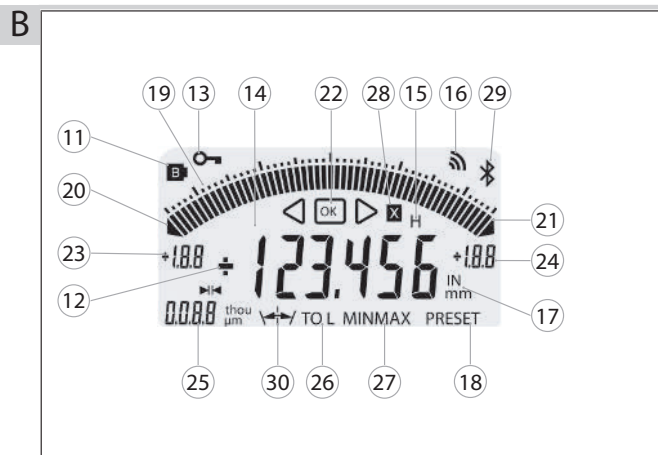 B
19 13 14 22 28 15 16 29
11 B
20 OK X H 21
23 +1.8.8 123.456 +1.8.8 24
12 IN
mm 17
0.0.8.8 thou
µm TOL MINMAX PRESET
25 30 26 27 18